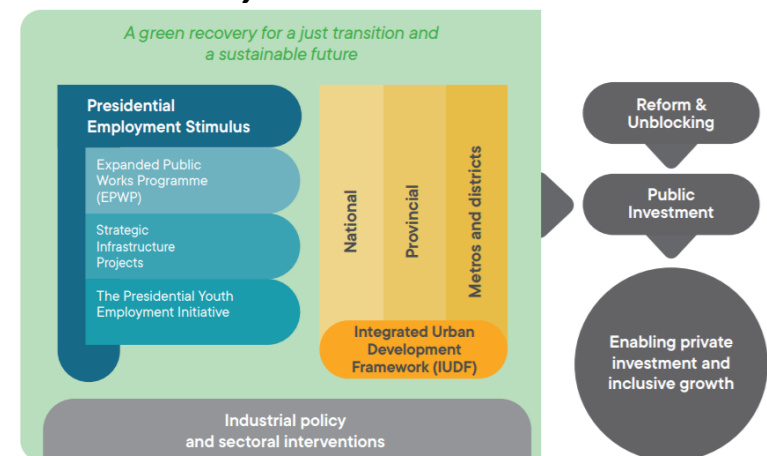 A green recovery for a just transition and
a sustainable future
Presidential
Employment Stimulus
Expanded Public
Works Programme
(EPWP)
Strategic
Infrastructure
Projects
The Presidential Youth
Employment Initiative
National
Provincial
Metros and districts
Integrated Urban
Development
Framework (IUDF)
Industrial policy
and sectoral interventions
Reform &
Unblocking
Public
Investment
Enabling private
investment and
inclusive growth